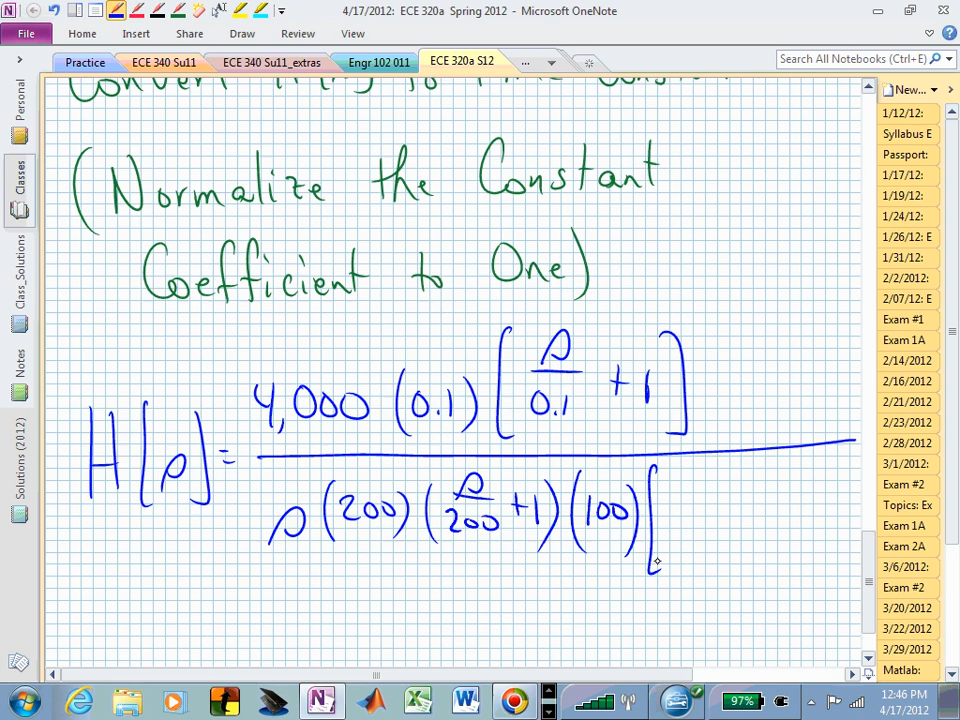 4/17/2012: ECE 320a Spring 2012 - Microsoft OneNote
File Home Insert Share Draw Review View
Practice ECE 340 Su11 ECE 340 Su11_extras Engr 102 011 ECE 320a S12 ... Search All Notebooks (Ctrl+E)
Personal
Classes
Class_Solutions
Notes
Solutions (2012)
Convert H(s) to Time Constant
(Normalize the Constant
Coefficient to One)
H[s] = 4,000 (0.1) [s/0.1 + 1]
s (200) (s/200 + 1) (100) [
New...
1/12/12:
Syllabus E
Passport:
1/17/12:
1/19/12:
1/24/12:
1/26/12: E
1/31/12:
2/2/2012:
2/07/12: E
Exam #1
Exam 1A
2/14/2012
2/16/2012
2/21/2012
2/23/2012
2/28/2012
3/1/2012:
Exam #2
Topics: Ex
Exam 1A
Exam 2A
3/6/2012:
Exam #2
3/20/2012
3/22/2012
3/29/2012
Matlab:
97%
12:46 PM
4/17/2012